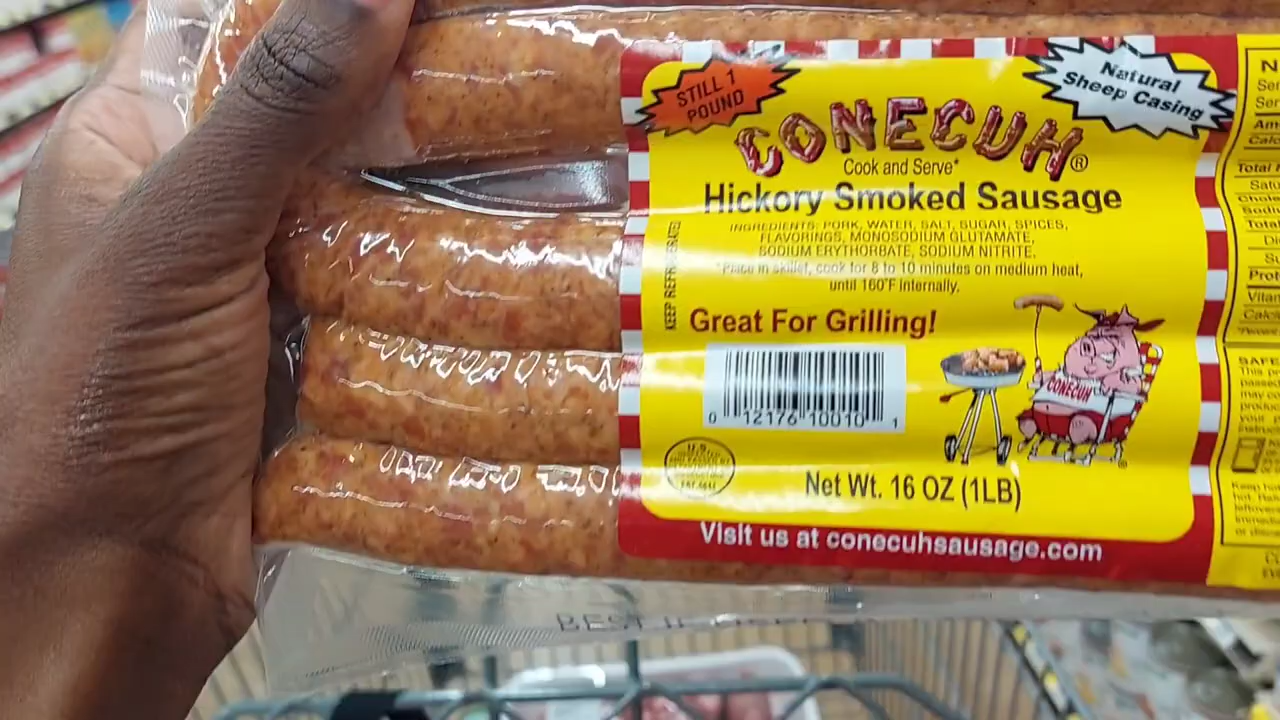 STILL 1
POUND
Natural
Sheep Casing
CONECUH®
Cook and Serve*
Hickory Smoked Sausage
INGREDIENTS: PORK, WATER, SALT, SUGAR, SPICES,
FLAVORINGS, MONOSODIUM GLUTAMATE,
SODIUM ERYTHORBATE, SODIUM NITRITE.
*Place in skillet, cook for 8 to 10 minutes on medium heat,
until 160°F internally.
KEEP REFRIGERATED
Great For Grilling!
CONECUH
0 12176 10010 1
U.S.
Net Wt. 16 OZ (1LB)
Visit us at conecuhsausage.com
BEST IF